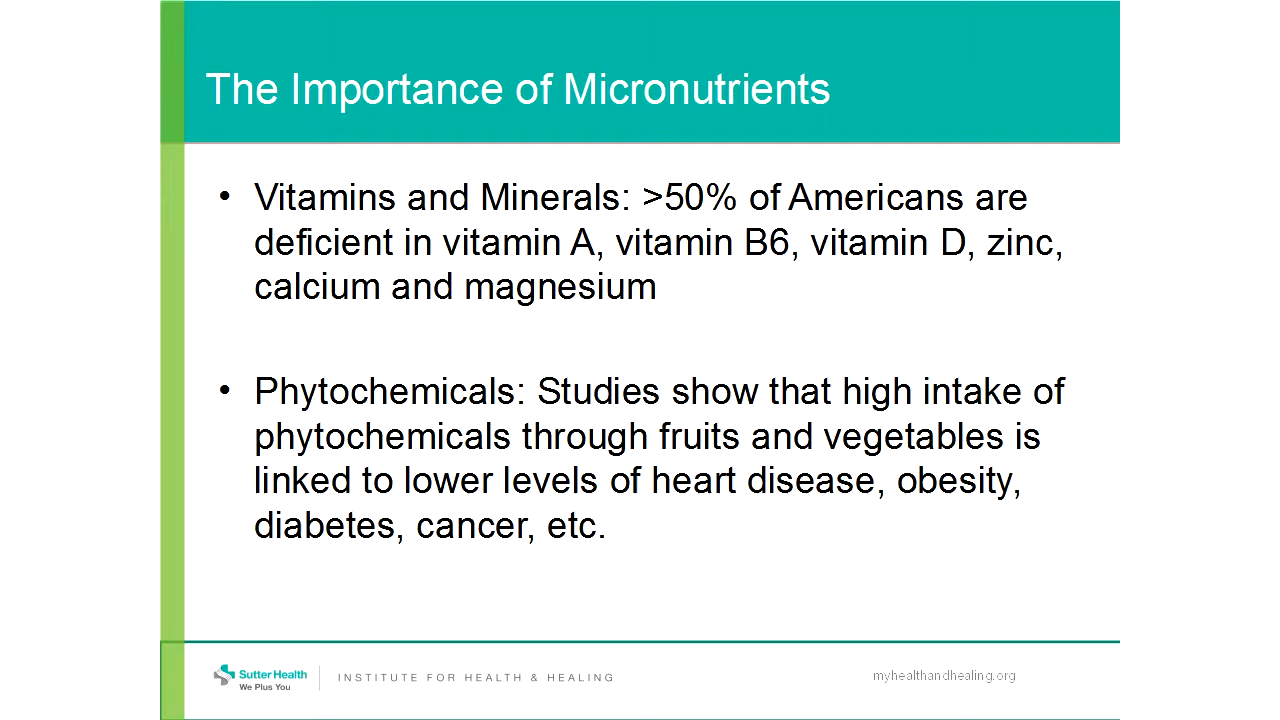 The Importance of Micronutrients
• Vitamins and Minerals: >50% of Americans are
deficient in vitamin A, vitamin B6, vitamin D, zinc,
calcium and magnesium
• Phytochemicals: Studies show that high intake of
phytochemicals through fruits and vegetables is
linked to lower levels of heart disease, obesity,
diabetes, cancer, etc.
Sutter Health
We Plus You
INSTITUTE FOR HEALTH & HEALING
myhealthandhealing.org